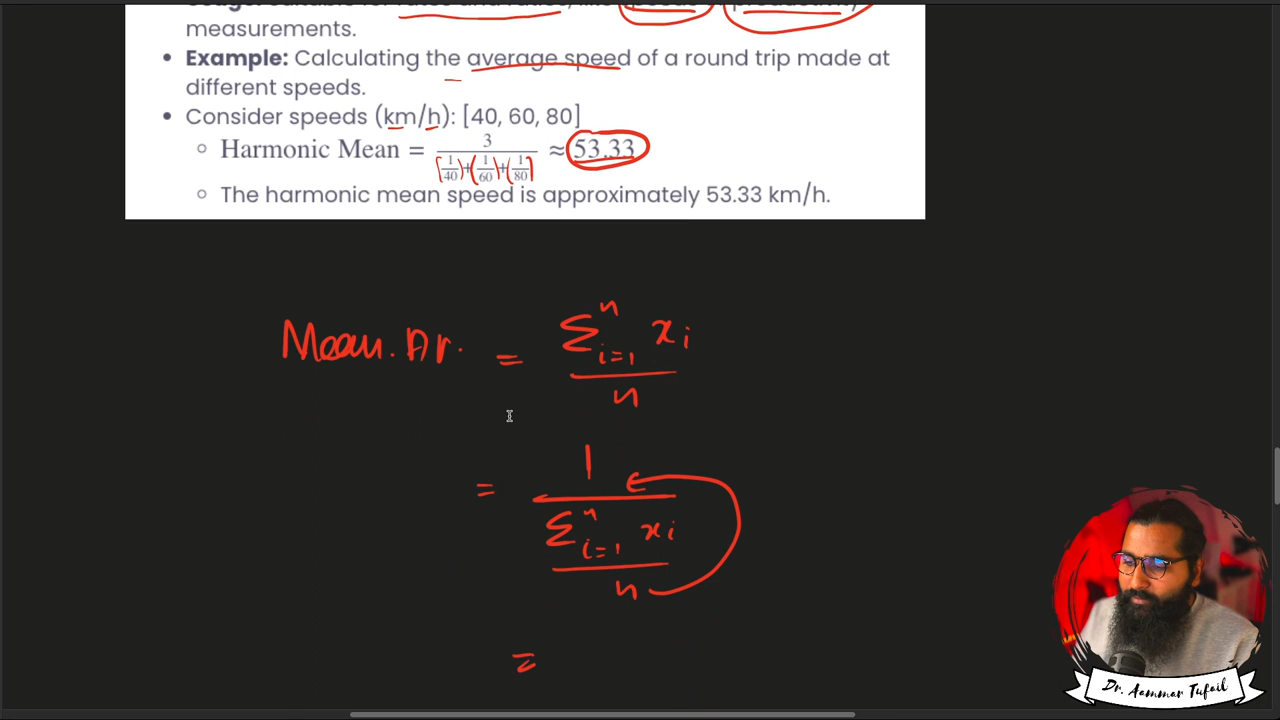 measurements.
• Example: Calculating the average speed of a round trip made at
different speeds.
• Consider speeds (km/h): [40, 60, 80]
Harmonic Mean = 3 / (1/40)+(1/60)+(1/80) ≈ 53.33
The harmonic mean speed is approximately 53.33 km/h.
Mean. Ar. = Σ i=1 n xi / n
= 1 / Σ i=1 n xi / n
=
Dr. Aammar Tufail